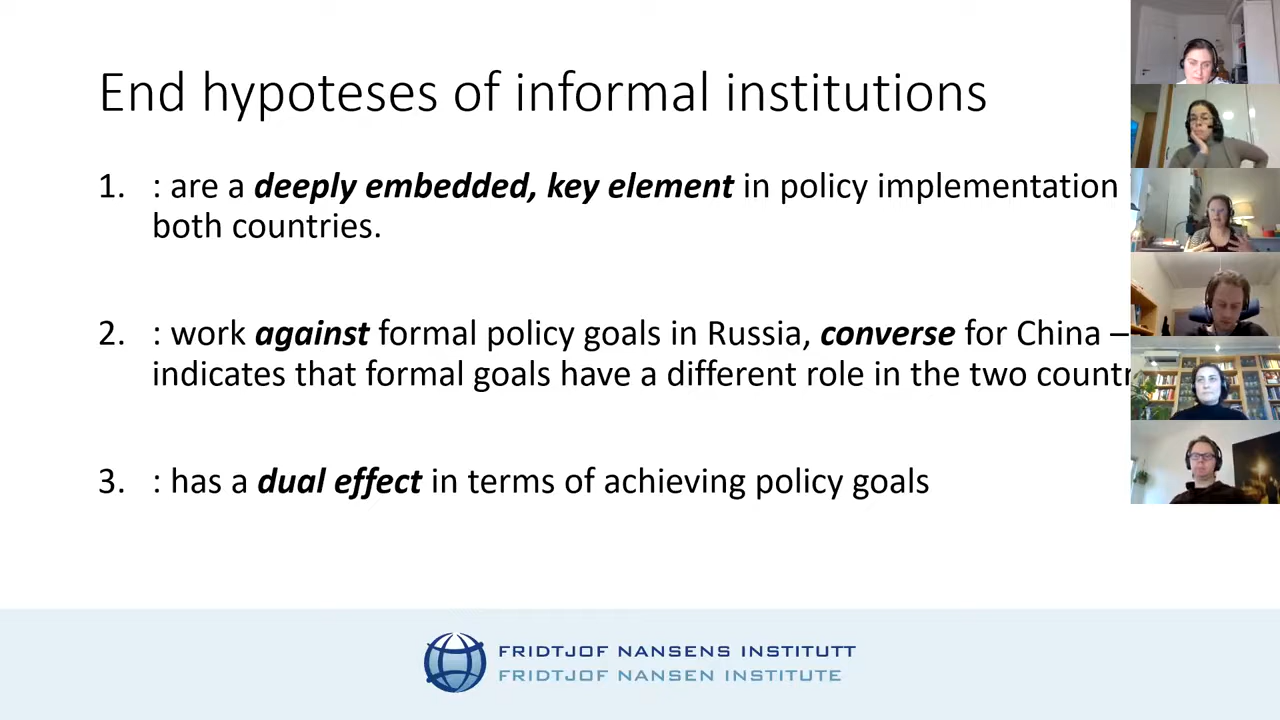 End hypoteses of informal institutions
1. : are a deeply embedded, key element in policy implementation
both countries.
2. : work against formal policy goals in Russia, converse for China –
indicates that formal goals have a different role in the two countr
3. : has a dual effect in terms of achieving policy goals
FRIDTJOF NANSENS INSTITUTT
FRIDTJOF NANSEN INSTITUTE